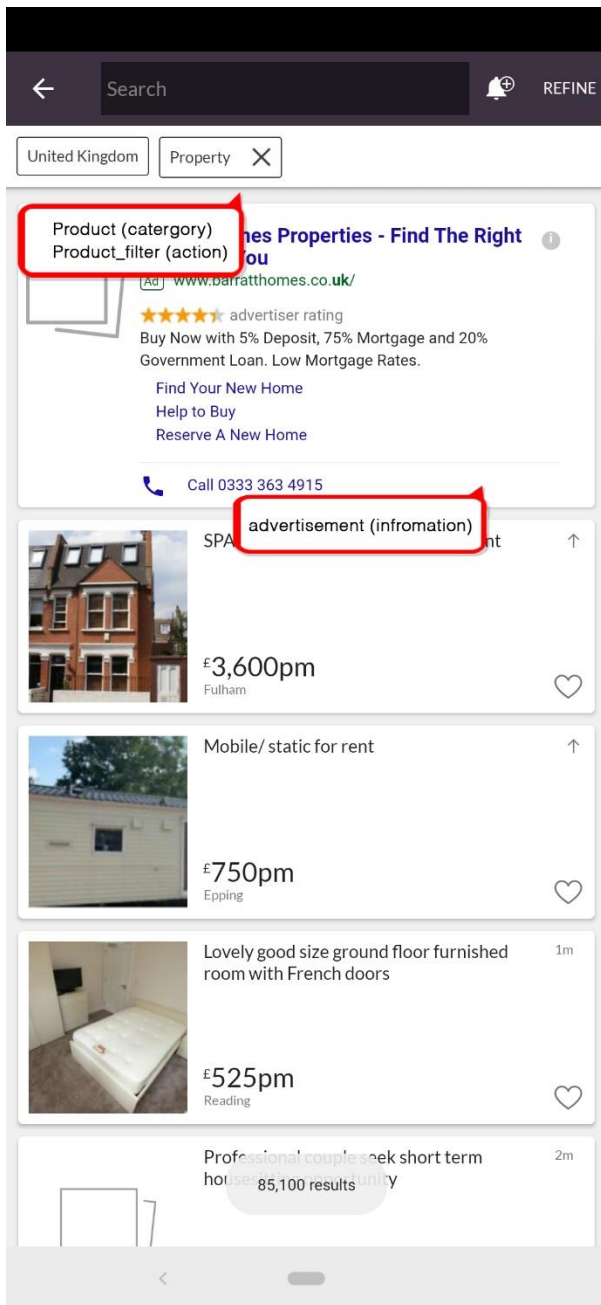 Search
REFINE
United Kingdom
Property
Product (catergory)
Product_filter (action)
nes Properties - Find The Right
You
Ad www.barratthomes.co.uk/
advertiser rating
Buy Now with 5% Deposit, 75% Mortgage and 20%
Government Loan. Low Mortgage Rates.
Find Your New Home
Help to Buy
Reserve A New Home
Call 0333 363 4915
advertisement (infromation)
£3,600pm
Fulham
Mobile/ static for rent
£750pm
Epping
Lovely good size ground floor furnished
1m
room with French doors
£525pm
Reading
Professional couple seek short term
2m
85,100 results